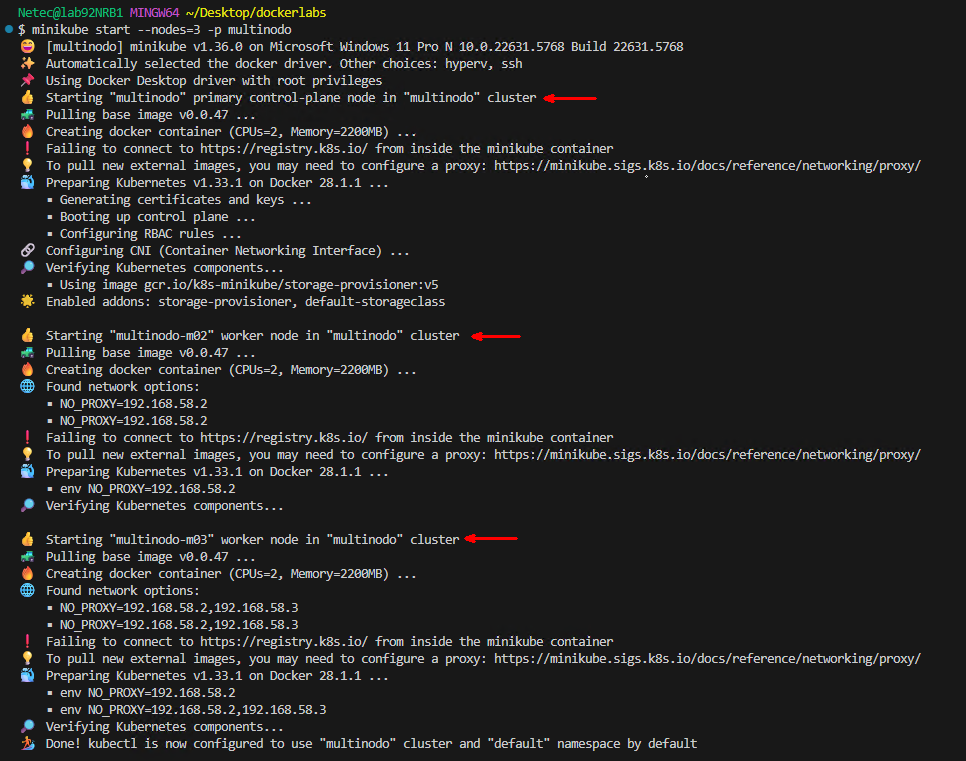 Netec@lab92NRB1 MINGW64 ~/Desktop/dockerlabs
$ minikube start --nodes=3 -p multinodo
😄 [multinodo] minikube v1.36.0 on Microsoft Windows 11 Pro N 10.0.22631.5768 Build 22631.5768
✨ Automatically selected the docker driver. Other choices: hyperv, ssh
📌 Using Docker Desktop driver with root privileges
👍 Starting "multinodo" primary control-plane node in "multinodo" cluster
🚜 Pulling base image v0.0.47 ...
🔥 Creating docker container (CPUs=2, Memory=2200MB) ...
❗ Failing to connect to https://registry.k8s.io/ from inside the minikube container
💡 To pull new external images, you may need to configure a proxy: https://minikube.sigs.k8s.io/docs/reference/networking/proxy/
🐳 Preparing Kubernetes v1.33.1 on Docker 28.1.1 ...
▪ Generating certificates and keys ...
▪ Booting up control plane ...
▪ Configuring RBAC rules ...
🔗 Configuring CNI (Container Networking Interface) ...
🔎 Verifying Kubernetes components...
▪ Using image gcr.io/k8s-minikube/storage-provisioner:v5
🌟 Enabled addons: storage-provisioner, default-storageclass
👍 Starting "multinodo-m02" worker node in "multinodo" cluster
🚜 Pulling base image v0.0.47 ...
🔥 Creating docker container (CPUs=2, Memory=2200MB) ...
🌐 Found network options:
▪ NO_PROXY=192.168.58.2
▪ NO_PROXY=192.168.58.2
❗ Failing to connect to https://registry.k8s.io/ from inside the minikube container
💡 To pull new external images, you may need to configure a proxy: https://minikube.sigs.k8s.io/docs/reference/networking/proxy/
🐳 Preparing Kubernetes v1.33.1 on Docker 28.1.1 ...
▪ env NO_PROXY=192.168.58.2
🔎 Verifying Kubernetes components...
👍 Starting "multinodo-m03" worker node in "multinodo" cluster
🚜 Pulling base image v0.0.47 ...
🔥 Creating docker container (CPUs=2, Memory=2200MB) ...
🌐 Found network options:
▪ NO_PROXY=192.168.58.2,192.168.58.3
▪ NO_PROXY=192.168.58.2,192.168.58.3
❗ Failing to connect to https://registry.k8s.io/ from inside the minikube container
💡 To pull new external images, you may need to configure a proxy: https://minikube.sigs.k8s.io/docs/reference/networking/proxy/
🐳 Preparing Kubernetes v1.33.1 on Docker 28.1.1 ...
▪ env NO_PROXY=192.168.58.2
▪ env NO_PROXY=192.168.58.2,192.168.58.3
🔎 Verifying Kubernetes components...
🏄 Done! kubectl is now configured to use "multinodo" cluster and "default" namespace by default